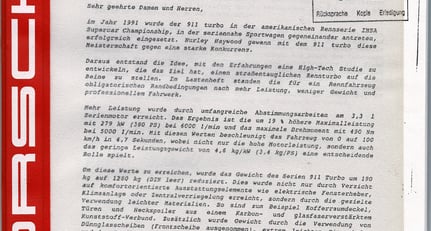 PORSCHE
Rücksprache Kopie Erledigung
Sehr geehrte Damen und Herren,
im Jahr 1991 wurde der 911 turbo in der amerikanischen Rennserie IMSA
Supercar Championship, in der seriennahe Sportwagen gegeneinander antreten,
erfolgreich eingesetzt. Hurley Haywood gewann mit dem 911 turbo diese
Meisterschaft gegen eine starke Konkurrenz.
Daraus entstand die Idee, mit den Erfahrungen eine High-Tech Studie zu
entwickeln, die das Ziel hat, einen straßentauglichen Rennturbo auf die
Beine zu stellen. Im Lastenheft standen die für ein Rennfahrzeug
obligatorischen Randbedingungen nach mehr Leistung, weniger Gewicht und
professionellem Fahrwerk.
Mehr Leistung wurde durch umfangreiche Abstimmungsarbeiten am 3,3 l
Serienmotor erreicht. Das Ergebnis ist die um 19 % höhere Maximalleistung
mit 279 kW (380 PS) bei 6000 l/min und das maximale Drehmoment mit 490 Nm
bei 5000 l/min. Mit diesen Werten beschleunigt das Fahrzeug von 0 auf 100
km/h in 4,7 Sekunden, wobei nicht nur die hohe Motorleistung, sondern auch
das geringe Leistungsgewicht von 4,6 kg/kW (3,4 kg/PS) eine entscheidende
Rolle spielt.
Um diese Werte zu erreichen, wurde das Gewicht des Serien 911 Turbo um 190
kg auf 1280 kg (DIN leer) reduziert. Dies wurde nicht nur durch Verzicht
auf komfortorientierte Ausstattungselemente wie elektrische Fensterheber,
Klimaanlage oder Zentralverriegelung erreicht, sondern durch die gezielte
Verwendung leichter Materialien. So sind zum Beispiel Kofferraumdeckel,
Türen und Heckspoiler aus einem Karbon- und glasfaserverstärkten
Kunststoff-Verbund. Zusätzlich wurde Gewicht durch die Verwendung von
Dünnglasscheiben (Frontscheibe ausgenommen), extrem